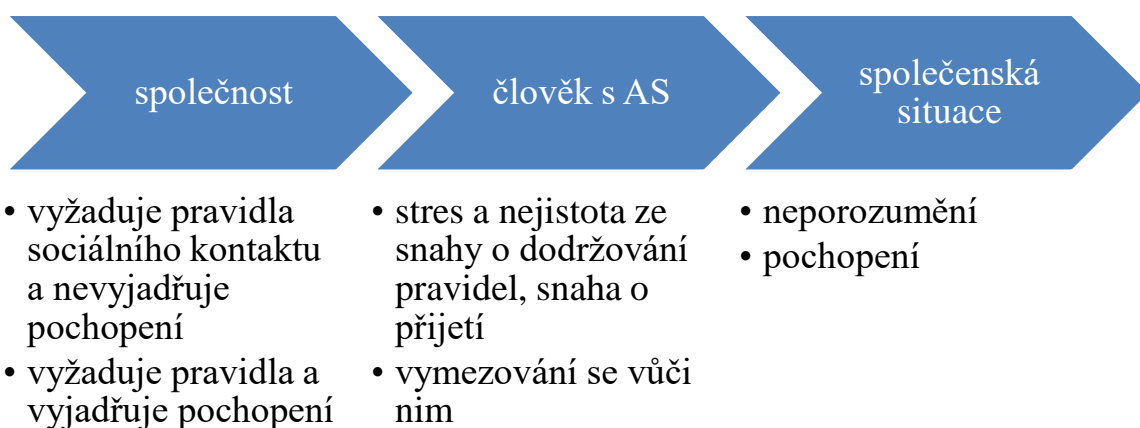 společnost
člověk s AS
společenská
situace
• vyžaduje pravidla
sociálního kontaktu
a nevyjadřuje
pochopení
• vyžaduje pravidla a
vyjadřuje pochopení
• stres a nejistota ze
snahy o dodržování
pravidel, snaha o
přijetí
• vymezování se vůči
nim
• neporozumění
• pochopení